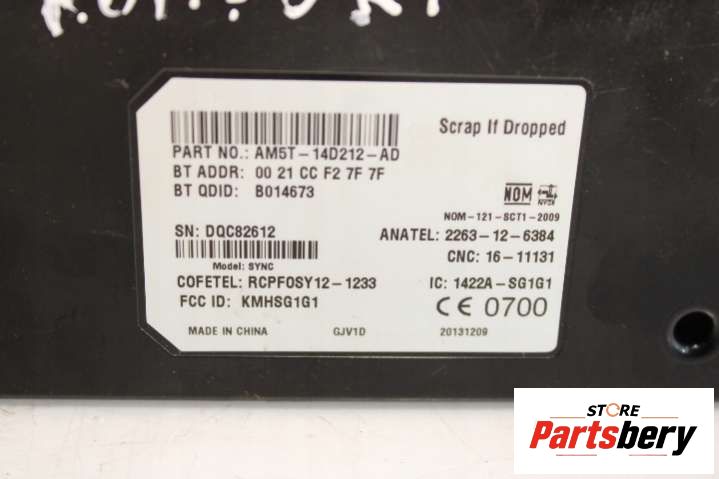 Scrap If Dropped
PART NO.: AM5T-14D212-AD
BT ADDR: 00 21 CC F2 7F 7F
BT QDID: B014673
NOM NYCE
NOM-121-SCT1-2009
SN: DQC82612
ANATEL: 2263-12-6384
CNC: 16-11131
Model: SYNC
COFETEL: RCPFOSY12-1233
IC: 1422A-SG1G1
FCC ID: KMHSG1G1
CE 0700
MADE IN CHINA GJV1D 20131209
STORE
Partsbery